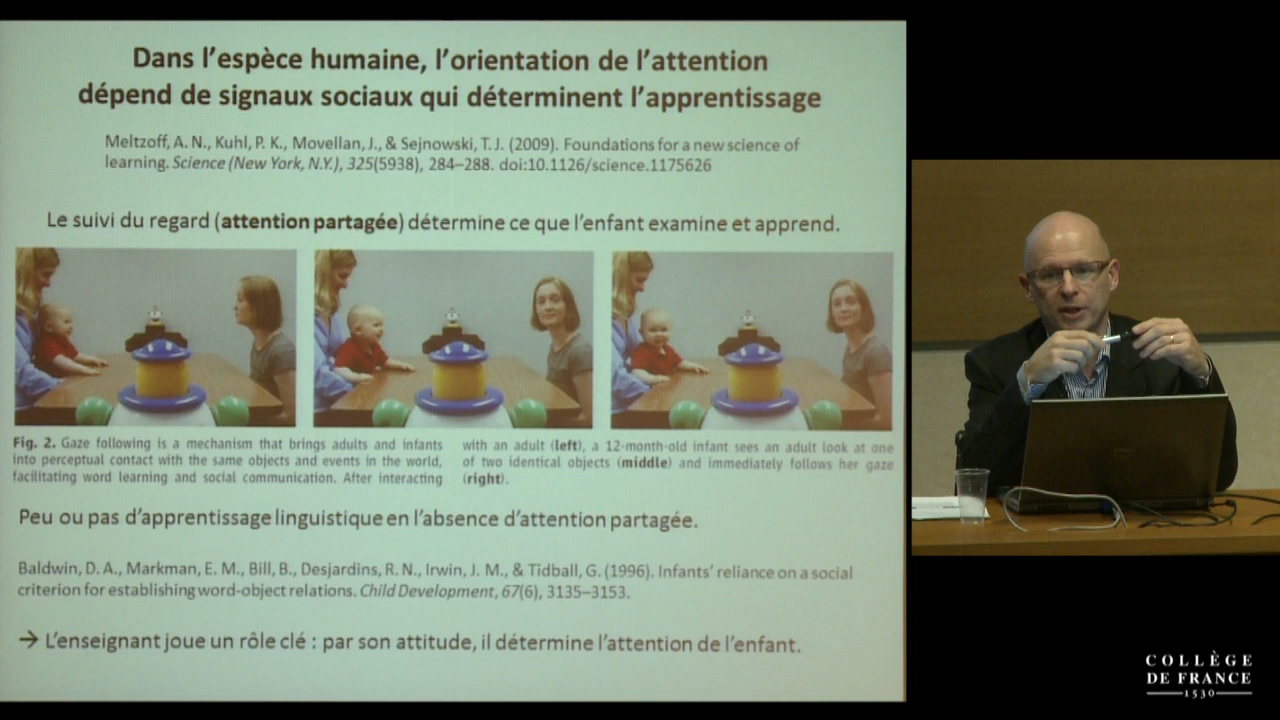 Dans l'espèce humaine, l'orientation de l'attention
dépend de signaux sociaux qui déterminent l'apprentissage
Meltzoff, A. N., Kuhl, P. K., Movellan, J., & Sejnowski, T. J. (2009). Foundations for a new science of
learning. Science (New York, N.Y.), 325(5938), 284–288. doi:10.1126/science.1175626
Le suivi du regard (attention partagée) détermine ce que l'enfant examine et apprend.
Fig. 2. Gaze following is a mechanism that brings adults and infants
into perceptual contact with the same objects and events in the world,
facilitating word learning and social communication. After interacting
with an adult (left), a 12-month-old infant sees an adult look at one
of two identical objects (middle) and immediately follows her gaze
(right).
Peu ou pas d'apprentissage linguistique en l'absence d'attention partagée.
Baldwin, D. A., Markman, E. M., Bill, B., Desjardins, R. N., Irwin, J. M., & Tidball, G. (1996). Infants' reliance on a social
criterion for establishing word-object relations. Child Development, 67(6), 3135–3153.
→ L'enseignant joue un rôle clé : par son attitude, il détermine l'attention de l'enfant.
COLLÈGE
DE FRANCE
1530